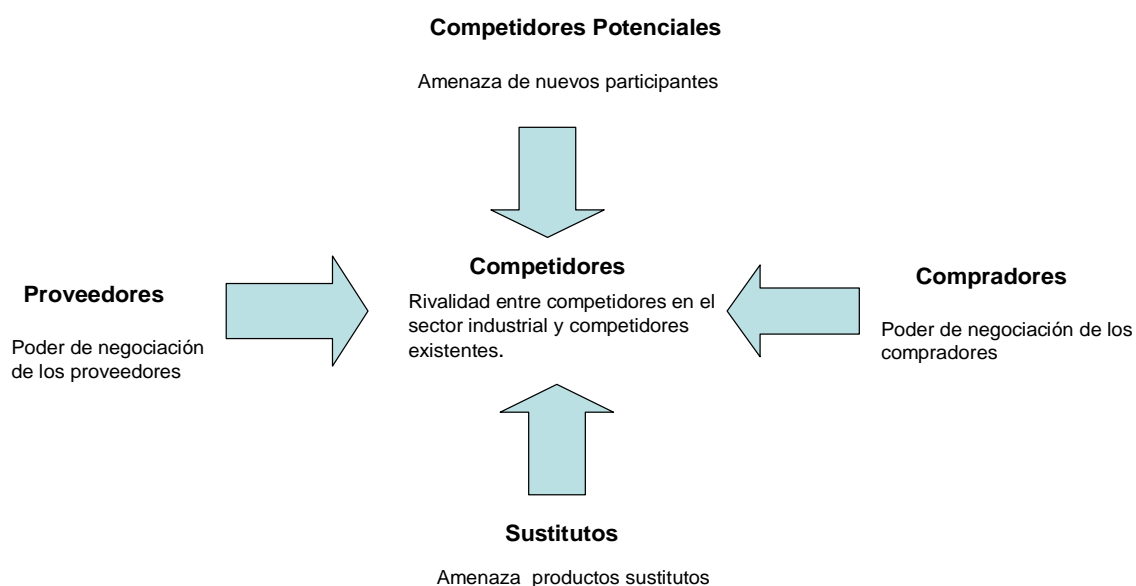 Competidores Potenciales
Amenaza de nuevos participantes
Proveedores
Poder de negociación
de los proveedores
Competidores
Rivalidad entre competidores en el
sector industrial y competidores
existentes.
Compradores
Poder de negociación de los
compradores
Sustitutos
Amenaza productos sustitutos